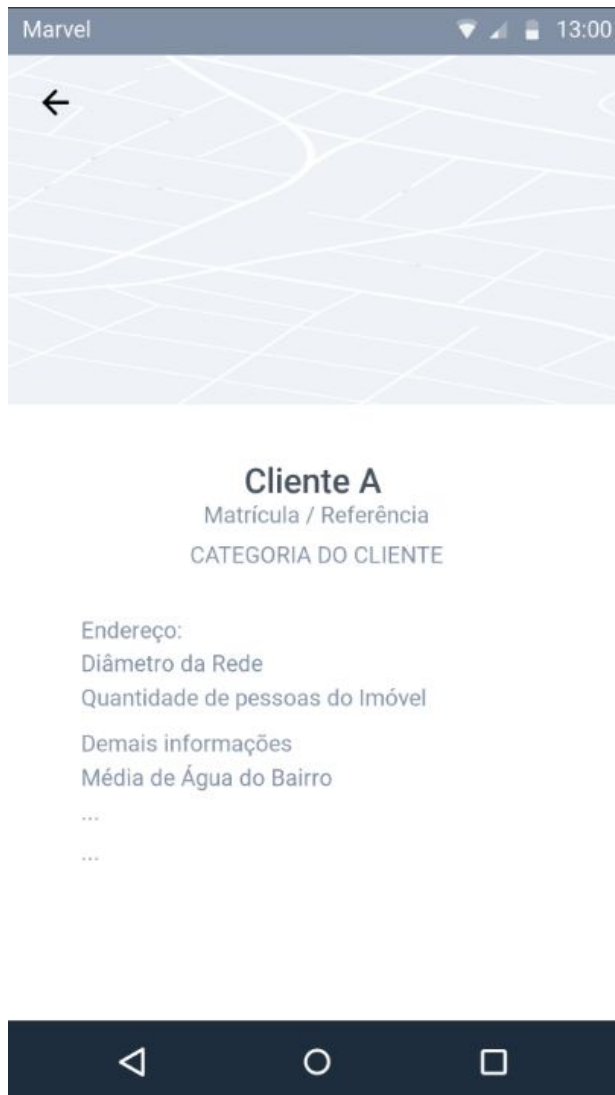 Marvel 13:00
Cliente A
Matrícula / Referência
CATEGORIA DO CLIENTE
Endereço:
Diâmetro da Rede
Quantidade de pessoas do Imóvel
Demais informações
Média de Água do Bairro
...
...